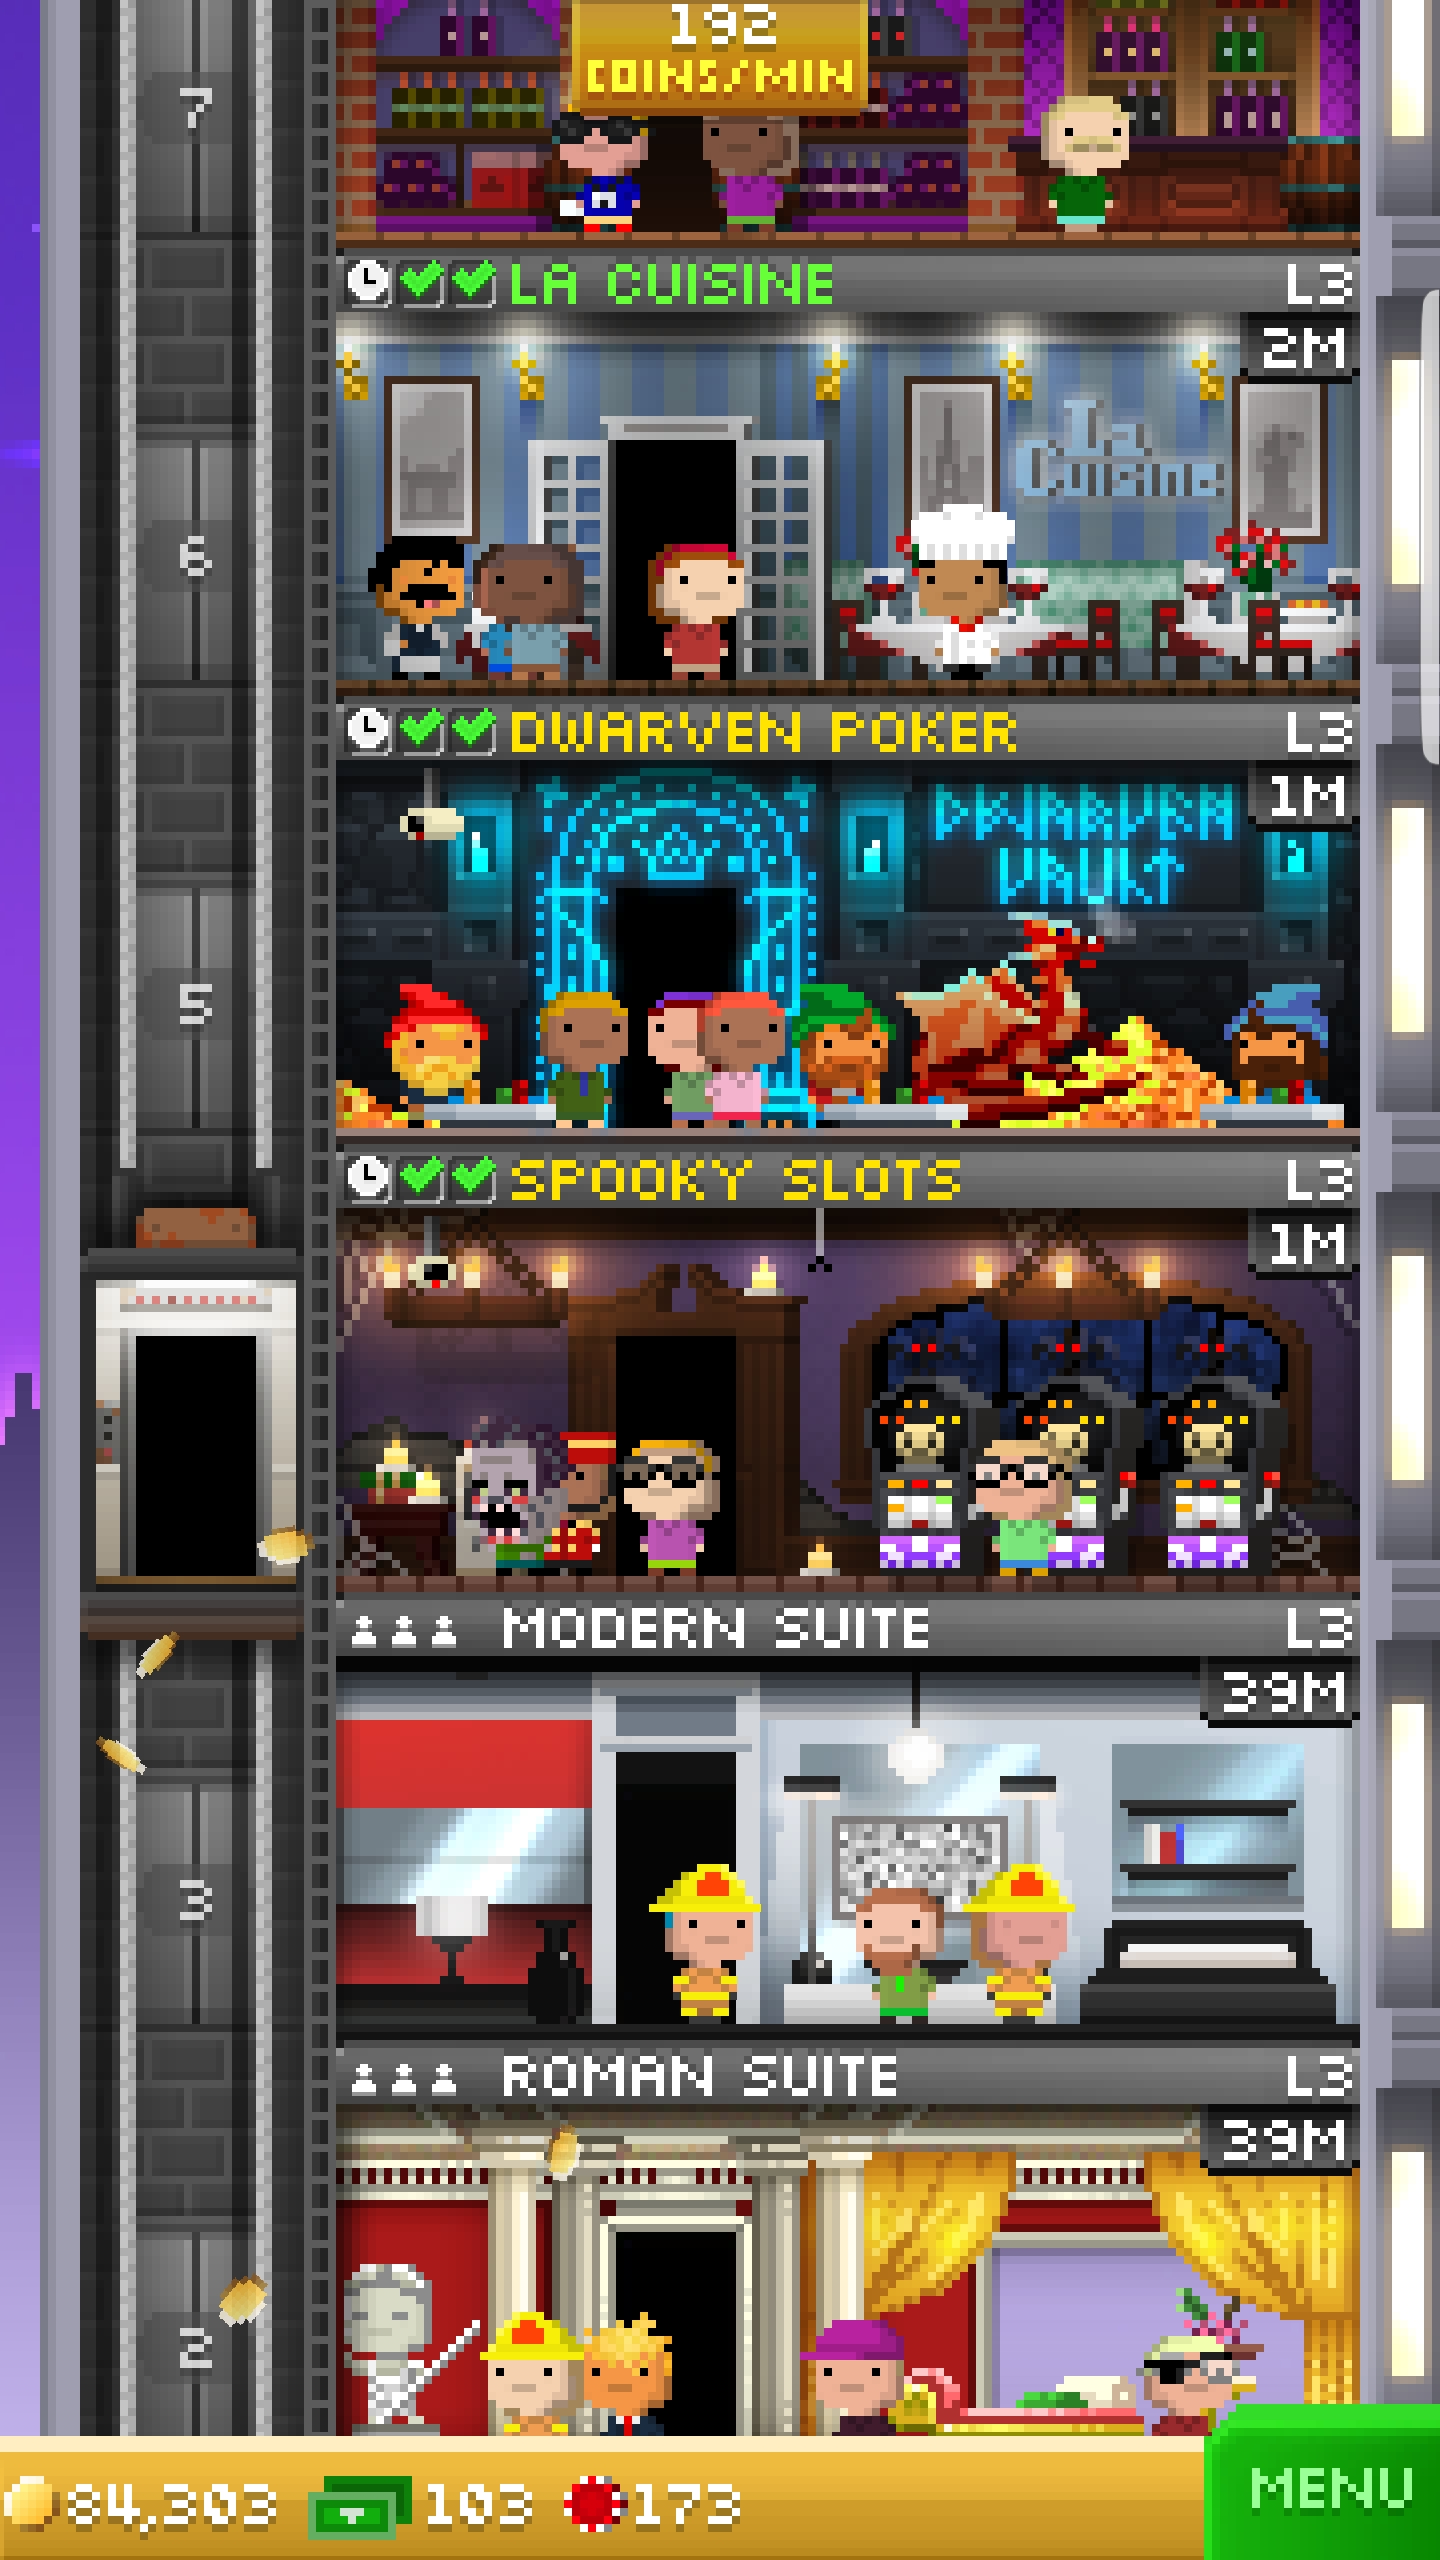 192
COINS/MIN
7
LA CUISINE L3
2M
La
Cuisine
6
DWARVEN POKER L3
1M
DWARVEN
VAULT
5
SPOOKY SLOTS L3
1M
MODERN SUITE L3
39M
3
ROMAN SUITE L3
39M
2
84,303 103 173
MENU